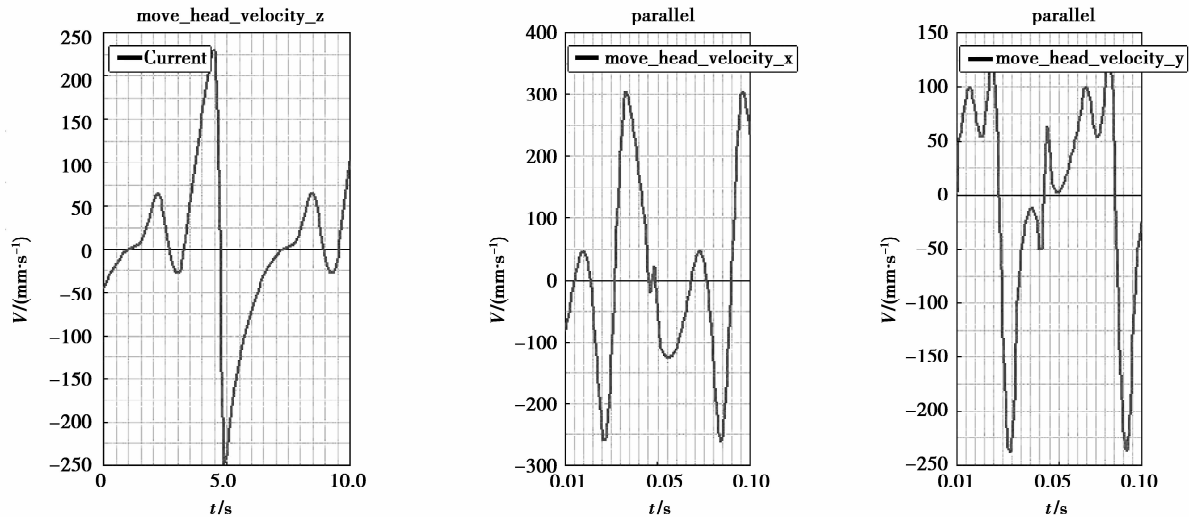 move_head_velocity_z
Current
250
200
150
100
50
0
−50
−100
−150
−200
−250
V/(mm·s⁻¹)
0 5.0 10.0
t/s
parallel
move_head_velocity_x
400
300
200
100
0
−100
−200
−300
V/(mm·s⁻¹)
0.01 0.05 0.10
t/s
parallel
move_head_velocity_y
150
100
50
0
−50
−100
−150
−200
−250
V/(mm·s⁻¹)
0.01 0.05 0.10
t/s